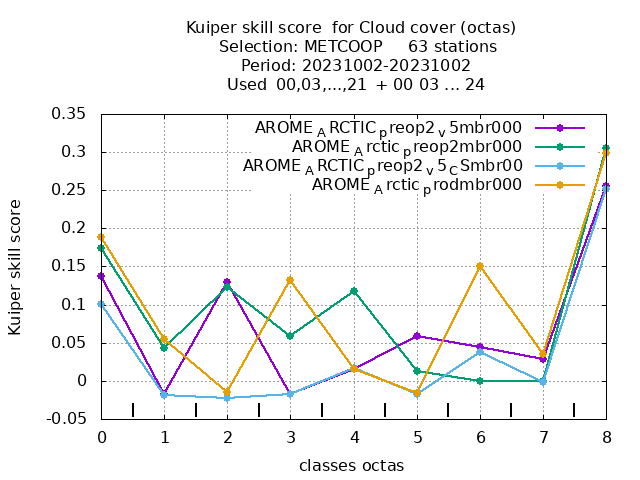 Kuiper skill score  for Cloud cover (octas)
Selection: METCOOP     63 stations
Period: 20231002-20231002
Used  00,03,...,21  + 00 03 ... 24
0.35
0.3
0.25
0.2
0.15
0.1
0.05
0
-0.05
Kuiper skill score
AROME_ARCTIC_preop2_v5mbr000
AROME_Arctic_preop2mbr000
AROME_ARCTIC_preop2_v5_CSmbr00
AROME_Arctic_prodmbr000
0 1 2 3 4 5 6 7 8
classes octas